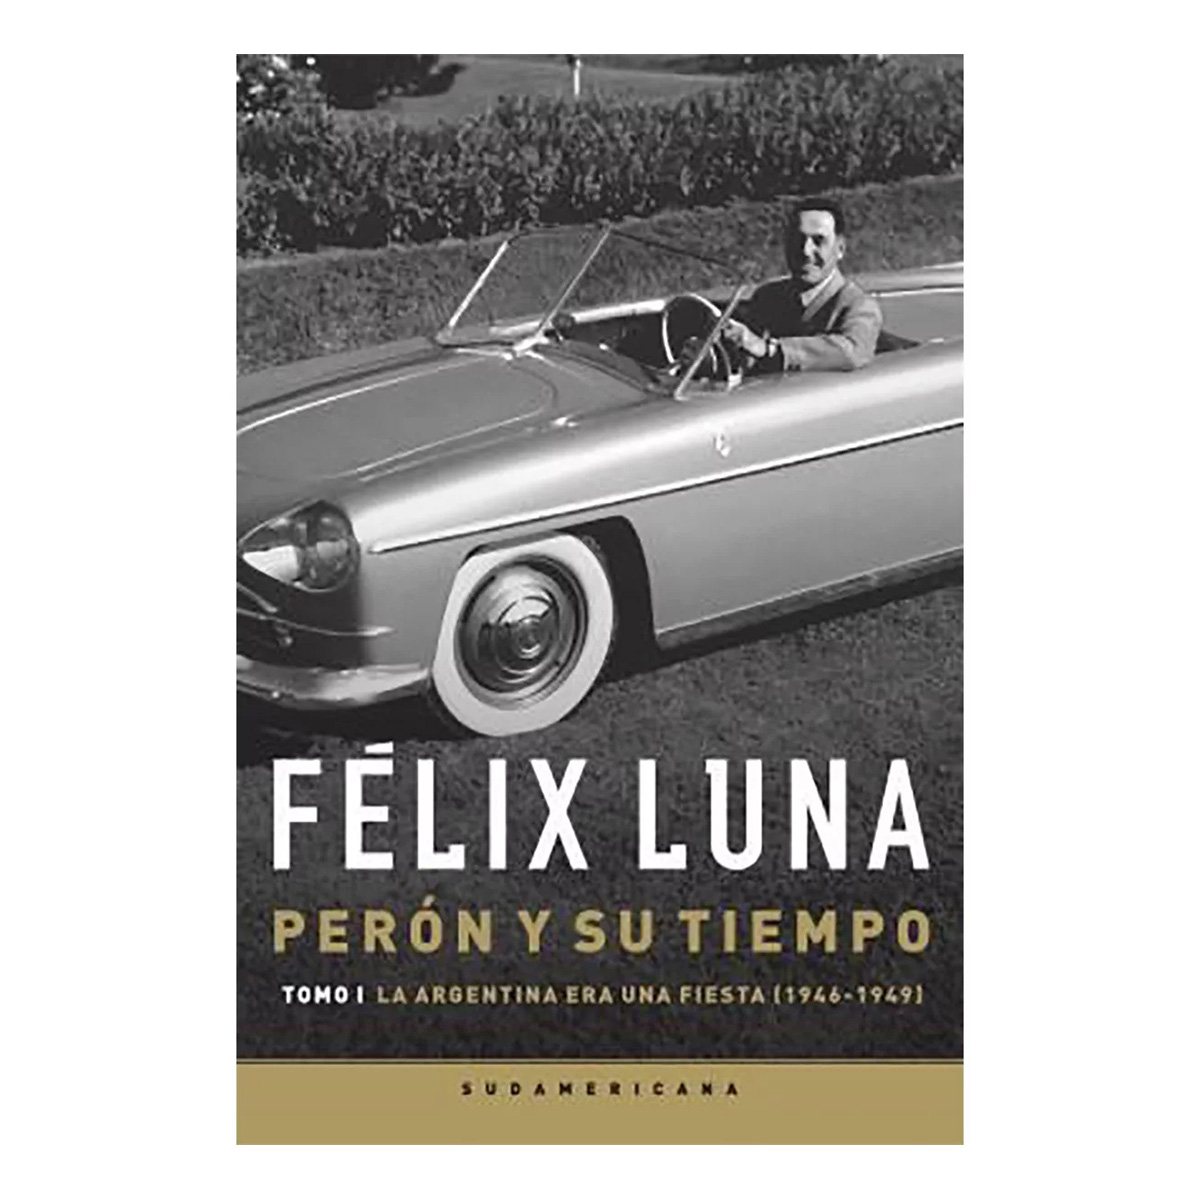 FÉLIX LUNA
PERÓN Y SU TIEMPO
TOMO I LA ARGENTINA ERA UNA FIESTA (1946-1949)
SUDAMERICANA